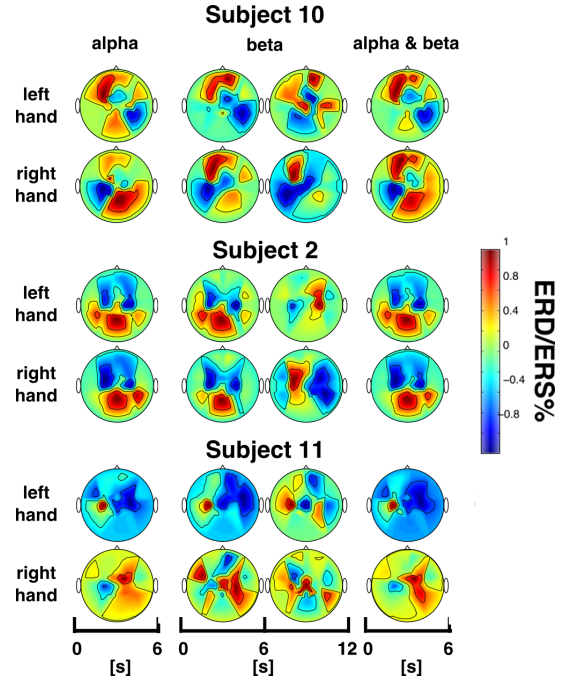 Subject 10
alpha beta alpha & beta
left
hand
right
hand
Subject 2
left
hand
right
hand
1
0.8
0.4
0
−0.4
-0.8
ERD/ERS%
Subject 11
left
hand
right
hand
0 6 0 6 12 0 6
[s] [s] [s] [s]